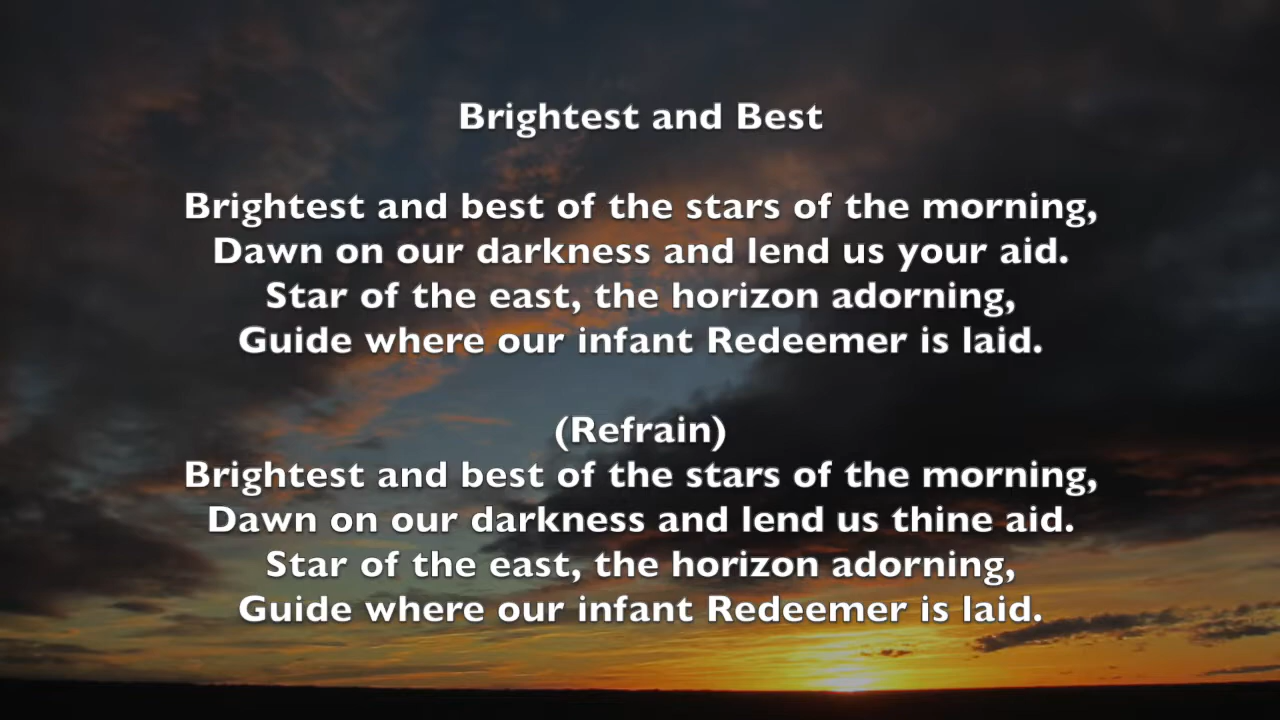 Brightest and Best
Brightest and best of the stars of the morning,
Dawn on our darkness and lend us your aid.
Star of the east, the horizon adorning,
Guide where our infant Redeemer is laid.
(Refrain)
Brightest and best of the stars of the morning,
Dawn on our darkness and lend us thine aid.
Star of the east, the horizon adorning,
Guide where our infant Redeemer is laid.